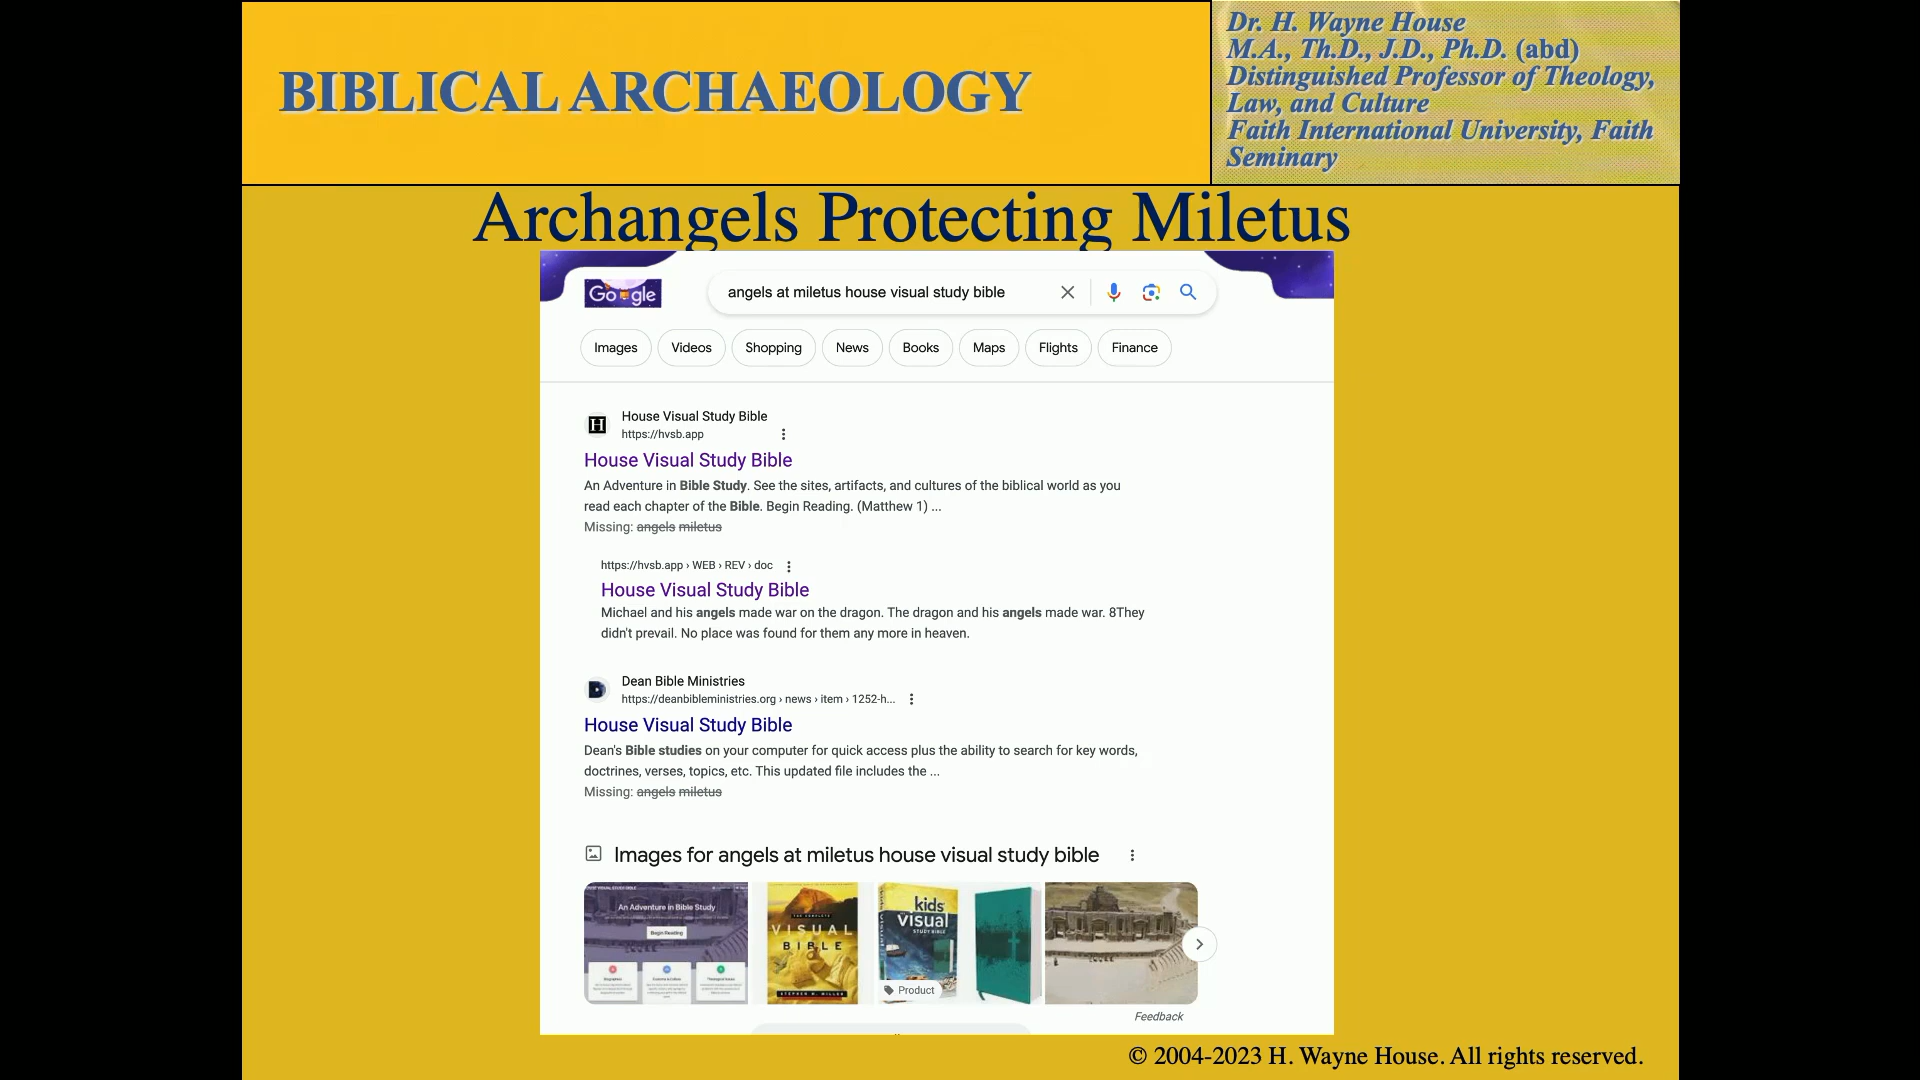 BIBLICAL ARCHAEOLOGY
Dr. H. Wayne House
M.A., Th.D., J.D., Ph.D. (abd)
Distinguished Professor of Theology,
Law, and Culture
Faith International University, Faith
Seminary
Archangels Protecting Miletus
Google
angels at miletus house visual study bible
Images Videos Shopping News Books Maps Flights Finance
H
House Visual Study Bible
https://hvsb.app
House Visual Study Bible
An Adventure in Bible Study. See the sites, artifacts, and cultures of the biblical world as you
read each chapter of the Bible. Begin Reading. (Matthew 1) ...
Missing: angels miletus
https://hvsb.app › WEB › REV › doc
House Visual Study Bible
Michael and his angels made war on the dragon. The dragon and his angels made war. 8They
didn't prevail. No place was found for them any more in heaven.
Dean Bible Ministries
https://deanbibleministries.org › news › item › 1252-h...
House Visual Study Bible
Dean's Bible studies on your computer for quick access plus the ability to search for key words,
doctrines, verses, topics, etc. This updated file includes the ...
Missing: angels miletus
Images for angels at miletus house visual study bible
An Adventure in Bible Study
Begin Reading
THE COMPLETE
VISUAL
BIBLE
STEPHEN M. MILLER
kids'
Visual
STUDY BIBLE
Product
Feedback
© 2004-2023 H. Wayne House. All rights reserved.